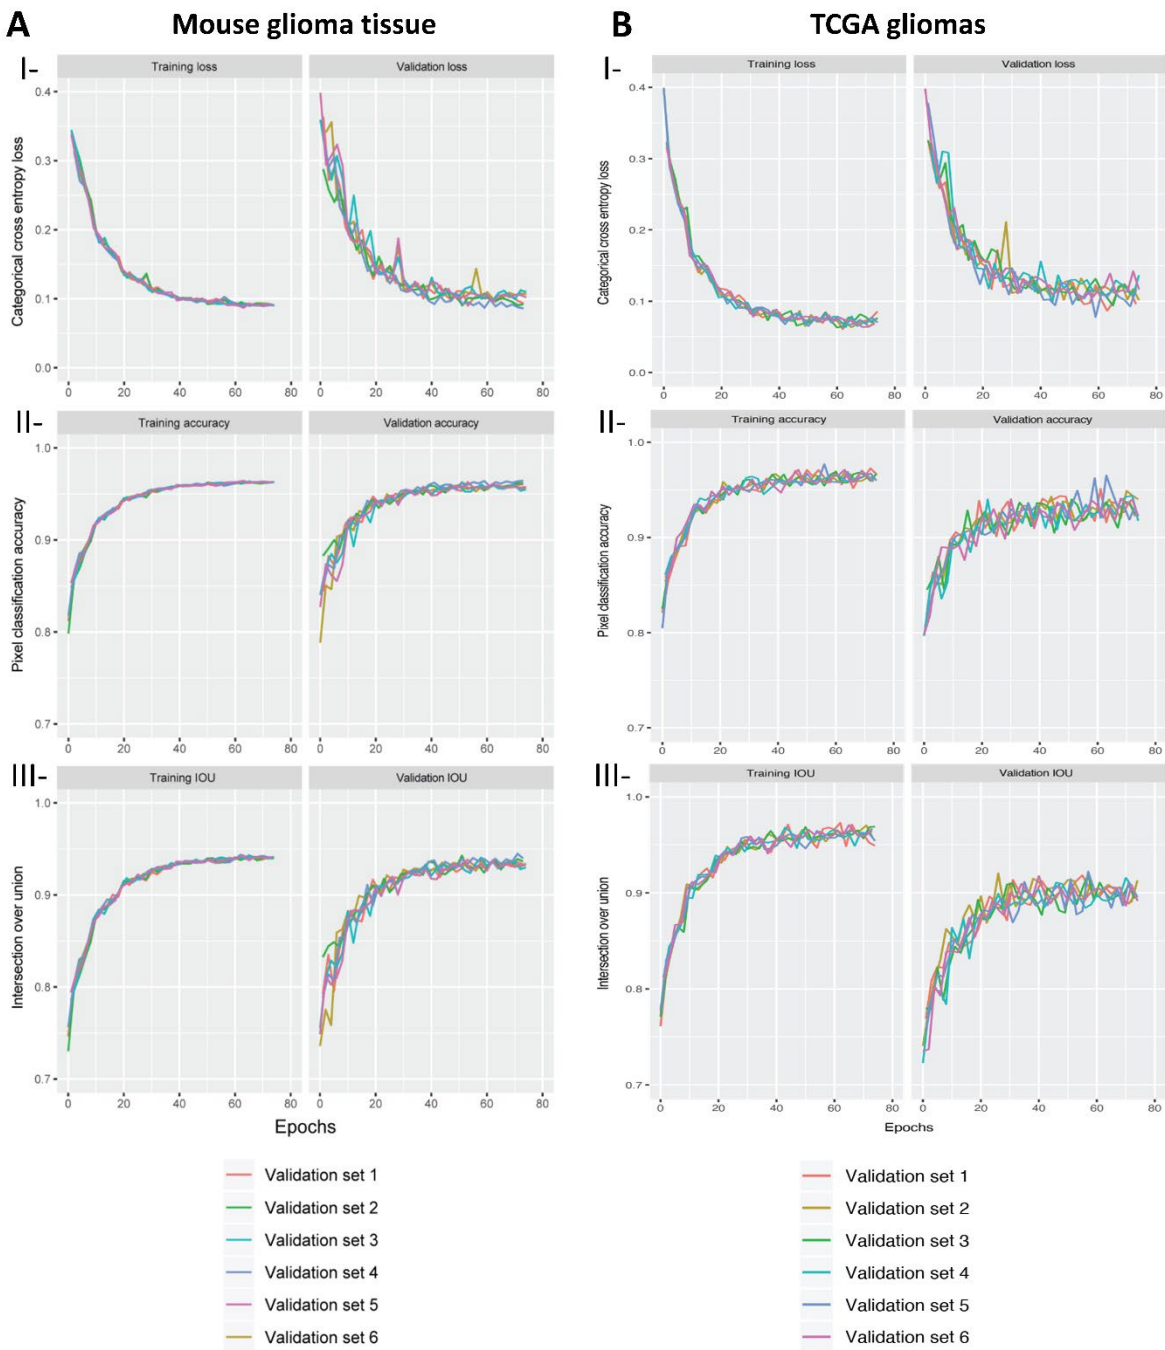 A Mouse glioma tissue
I-
Training loss
Validation loss
Categorical cross entropy loss
0.4
0.3
0.2
0.1
0.0
0 20 40 60 80
0 20 40 60 80
II-
Training accuracy
Validation accuracy
Pixel classification accuracy
1.0
0.9
0.8
0.7
0 20 40 60 80
0 20 40 60 80
III-
Training IOU
Validation IOU
Intersection over union
1.0
0.9
0.8
0.7
0 20 40 60 80
0 20 40 60 80
Epochs
Validation set 1
Validation set 2
Validation set 3
Validation set 4
Validation set 5
Validation set 6
B TCGA gliomas
I-
Training loss
Validation loss
Categorical cross entropy loss
0.4
0.3
0.2
0.1
0.0
0 20 40 60 80
0 20 40 60 80
II-
Training accuracy
Validation accuracy
Pixel classification accuracy
1.0
0.9
0.8
0.7
0 20 40 60 80
0 20 40 60 80
III-
Training IOU
Validation IOU
Intersection over union
1.0
0.9
0.8
0.7
0 20 40 60 80
0 20 40 60 80
Epochs
Validation set 1
Validation set 2
Validation set 3
Validation set 4
Validation set 5
Validation set 6